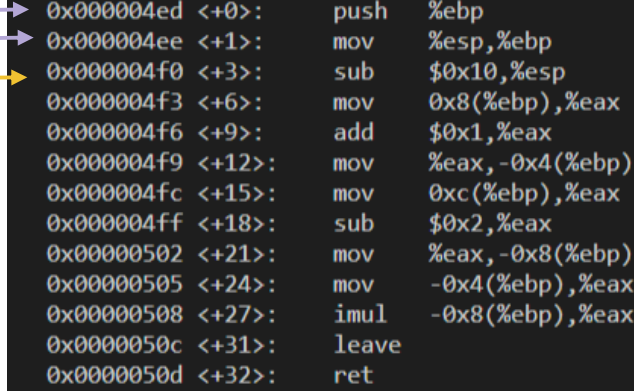 0x000004ed <+0>: push %ebp
0x000004ee <+1>: mov %esp,%ebp
0x000004f0 <+3>: sub $0x10,%esp
0x000004f3 <+6>: mov 0x8(%ebp),%eax
0x000004f6 <+9>: add $0x1,%eax
0x000004f9 <+12>: mov %eax,-0x4(%ebp)
0x000004fc <+15>: mov 0xc(%ebp),%eax
0x000004ff <+18>: sub $0x2,%eax
0x00000502 <+21>: mov %eax,-0x8(%ebp)
0x00000505 <+24>: mov -0x4(%ebp),%eax
0x00000508 <+27>: imul -0x8(%ebp),%eax
0x0000050c <+31>: leave
0x0000050d <+32>: ret